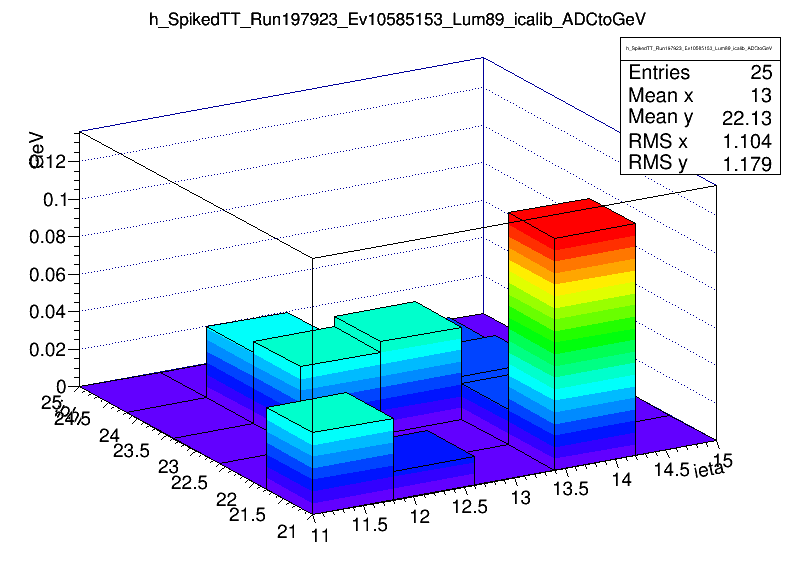 h_SpikedTT_Run197923_Ev10585153_Lum89_icalib_ADCtoGeV
h_SpikedTT_Run197923_Ev10585153_Lum89_icalib_ADCtoGeV
Entries 25
Mean x 13
Mean y 22.13
RMS x 1.104
RMS y 1.179
GeV
0.12
0.1
0.08
0.06
0.04
0.02
0
25
24.5
24
23.5
23
22.5
22
21.5
21
11
11.5
12
12.5
13
13.5
14
14.5
15
ieta